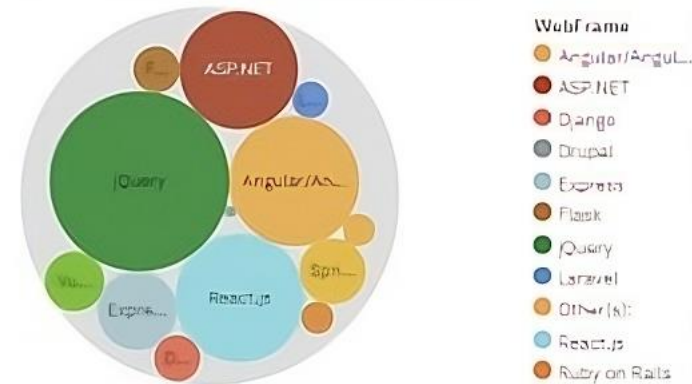 F...
ASP.NET
L...
jQuery
Angular/An...
Vu...
Expres...
React.js
Spri...
D...
WebFrame
Angular/Angul...
ASP.NET
Django
Drupal
Express
Flask
jQuery
Laravel
Other(s):
React.js
Ruby on Rails